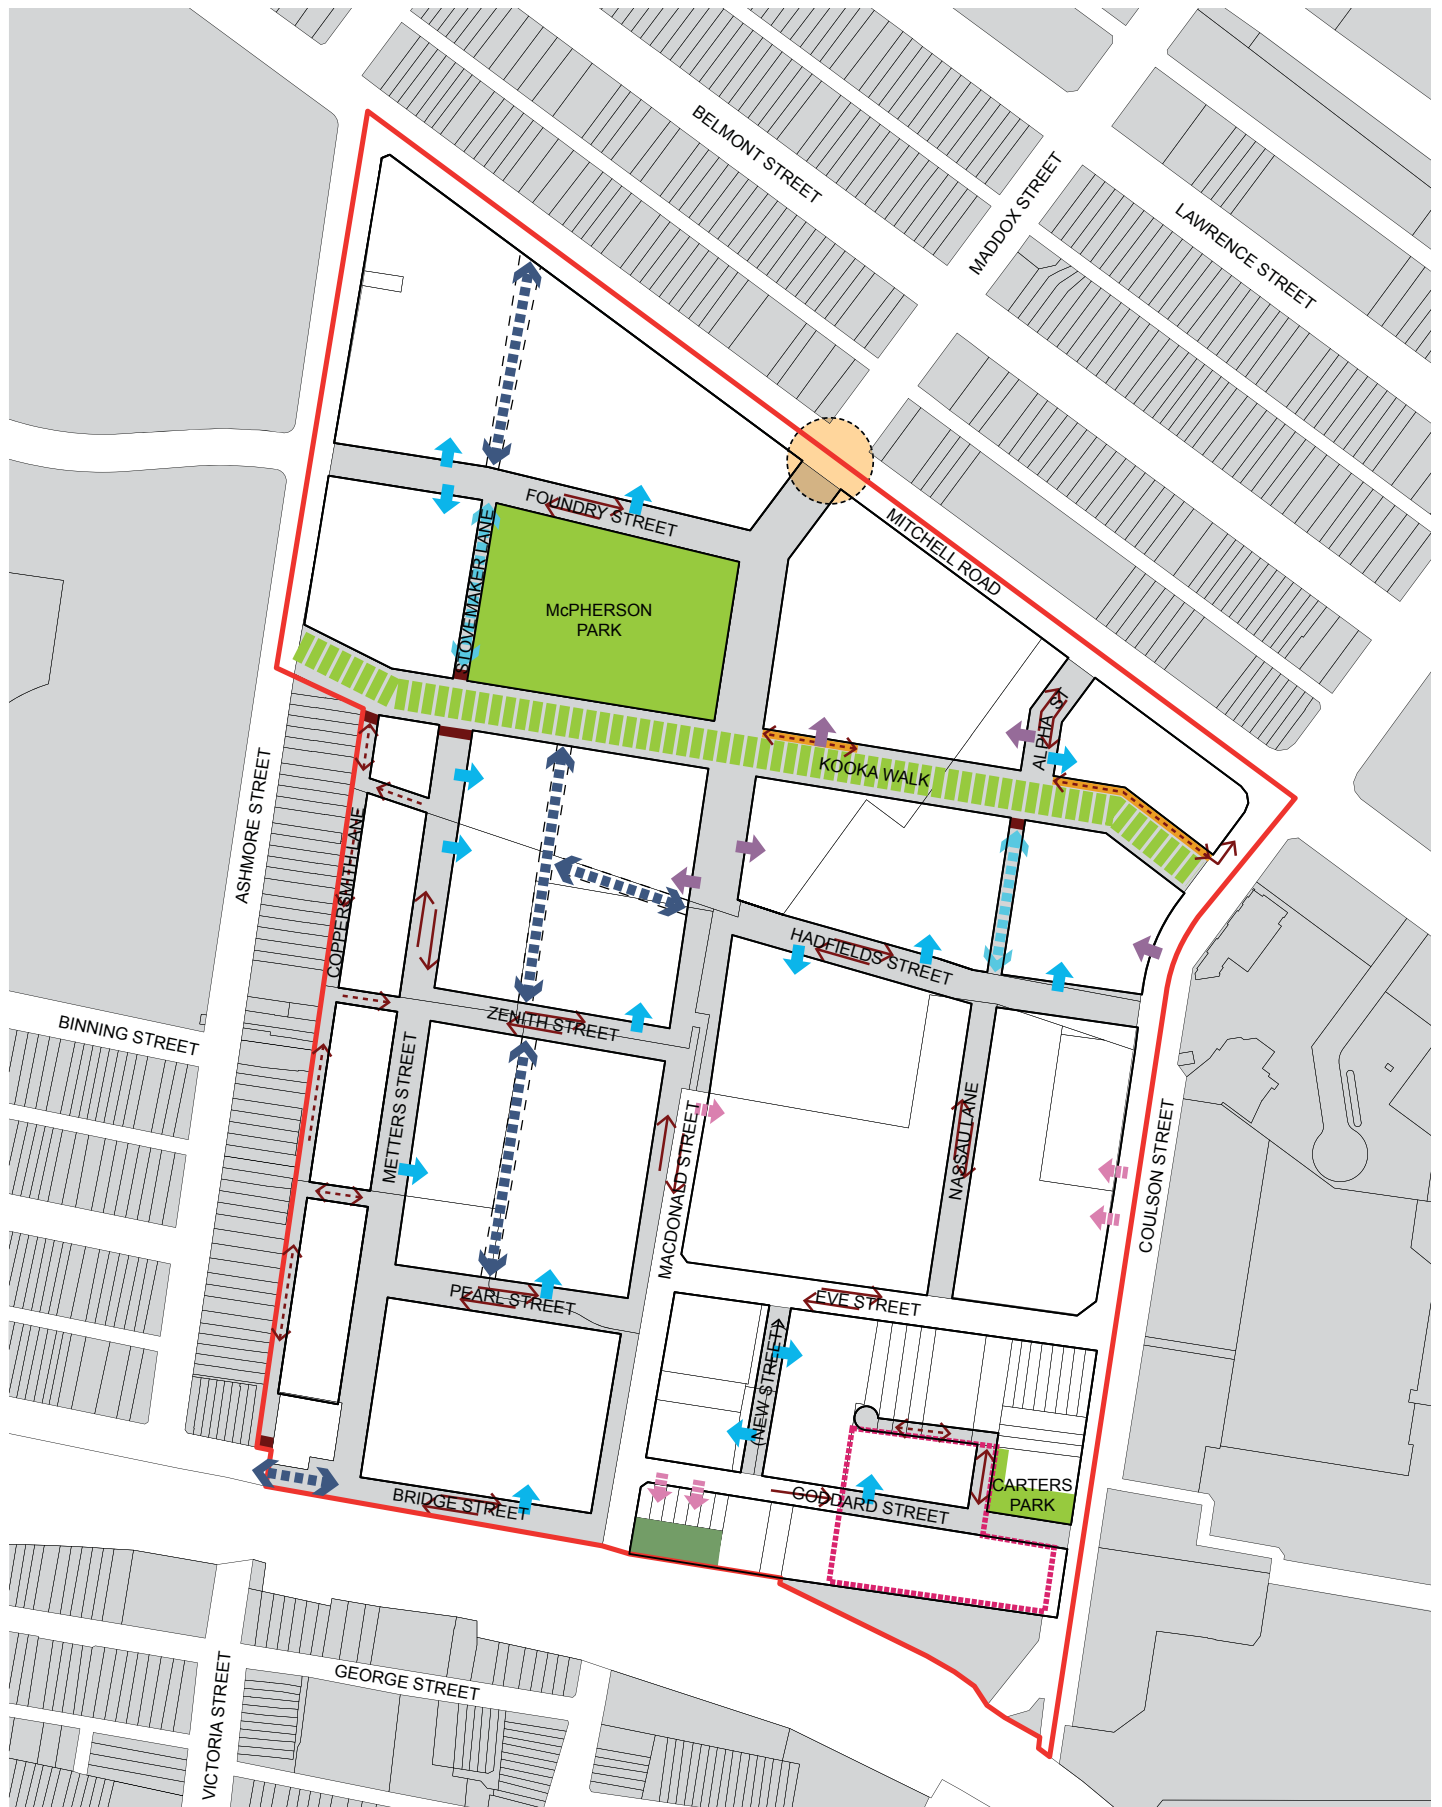 BELMONT STREET
MADDOX STREET
LAWRENCE STREET
FOUNDRY STREET
MITCHELL ROAD
STOVEMAKER LANE
McPHERSON
PARK
ALPHA ST
KOOKA WALK
ASHMORE STREET
COPPERSMITH LANE
HADFIELDS STREET
ZENITH STREET
BINNING STREET
METTERS STREET
MACDONALD STREET
NASSAU LANE
COULSON STREET
PEARL STREET
EVE STREET
(NEW STREET)
CARTERS
PARK
BRIDGE STREET
GODDARD STREET
GEORGE STREET
VICTORIA STREET